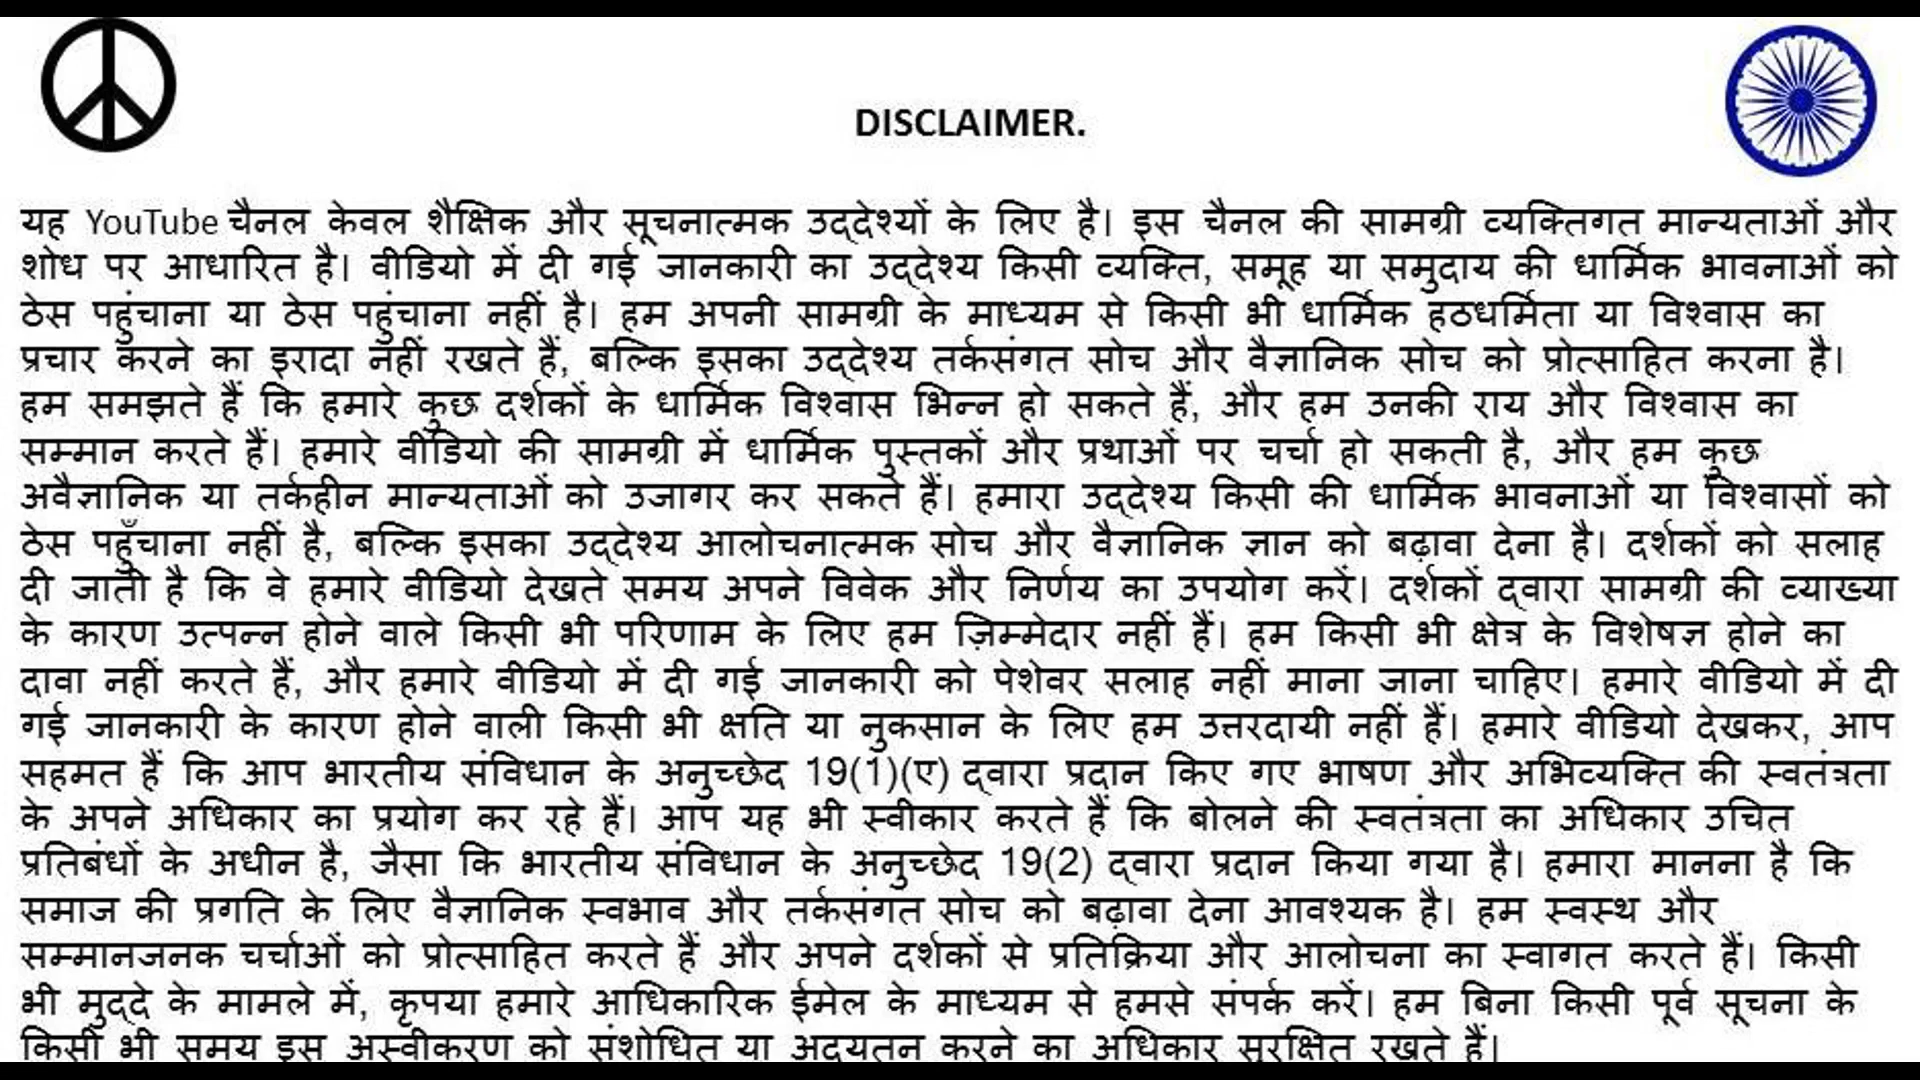 DISCLAIMER.
यह YouTube चैनल केवल शैक्षिक और सूचनात्मक उद्देश्यों के लिए है। इस चैनल की सामग्री व्यक्तिगत मान्यताओं और
शोध पर आधारित है। वीडियो में दी गई जानकारी का उद्देश्य किसी व्यक्ति, समूह या समुदाय की धार्मिक भावनाओं को
ठेस पहुंचाना या ठेस पहुंचाना नहीं है। हम अपनी सामग्री के माध्यम से किसी भी धार्मिक हठधर्मिता या विश्वास का
प्रचार करने का इरादा नहीं रखते हैं, बल्कि इसका उद्देश्य तर्कसंगत सोच और वैज्ञानिक सोच को प्रोत्साहित करना है।
हम समझते हैं कि हमारे कुछ दर्शकों के धार्मिक विश्वास भिन्न हो सकते हैं, और हम उनकी राय और विश्वास का
सम्मान करते हैं। हमारे वीडियो की सामग्री में धार्मिक पुस्तकों और प्रथाओं पर चर्चा हो सकती है, और हम कुछ
अवैज्ञानिक या तर्कहीन मान्यताओं को उजागर कर सकते हैं। हमारा उद्देश्य किसी की धार्मिक भावनाओं या विश्वासों को
ठेस पहुँचाना नहीं है, बल्कि इसका उद्देश्य आलोचनात्मक सोच और वैज्ञानिक ज्ञान को बढ़ावा देना है। दर्शकों को सलाह
दी जाती है कि वे हमारे वीडियो देखते समय अपने विवेक और निर्णय का उपयोग करें। दर्शकों द्वारा सामग्री की व्याख्या
के कारण उत्पन्न होने वाले किसी भी परिणाम के लिए हम ज़िम्मेदार नहीं हैं। हम किसी भी क्षेत्र के विशेषज्ञ होने का
दावा नहीं करते हैं, और हमारे वीडियो में दी गई जानकारी को पेशेवर सलाह नहीं माना जाना चाहिए। हमारे वीडियो में दी
गई जानकारी के कारण होने वाली किसी भी क्षति या नुकसान के लिए हम उत्तरदायी नहीं हैं। हमारे वीडियो देखकर, आप
सहमत हैं कि आप भारतीय संविधान के अनुच्छेद 19(1)(ए) द्वारा प्रदान किए गए भाषण और अभिव्यक्ति की स्वतंत्रता
के अपने अधिकार का प्रयोग कर रहे हैं। आप यह भी स्वीकार करते हैं कि बोलने की स्वतंत्रता का अधिकार उचित
प्रतिबंधों के अधीन है, जैसा कि भारतीय संविधान के अनुच्छेद 19(2) द्वारा प्रदान किया गया है। हमारा मानना है कि
समाज की प्रगति के लिए वैज्ञानिक स्वभाव और तर्कसंगत सोच को बढ़ावा देना आवश्यक है। हम स्वस्थ और
सम्मानजनक चर्चाओं को प्रोत्साहित करते हैं और अपने दर्शकों से प्रतिक्रिया और आलोचना का स्वागत करते हैं। किसी
भी मुद्दे के मामले में, कृपया हमारे आधिकारिक ईमेल के माध्यम से हमसे संपर्क करें। हम बिना किसी पूर्व सूचना के
किसी भी समय इस अस्वीकरण को संशोधित या अद्यतन करने का अधिकार सुरक्षित रखते हैं।